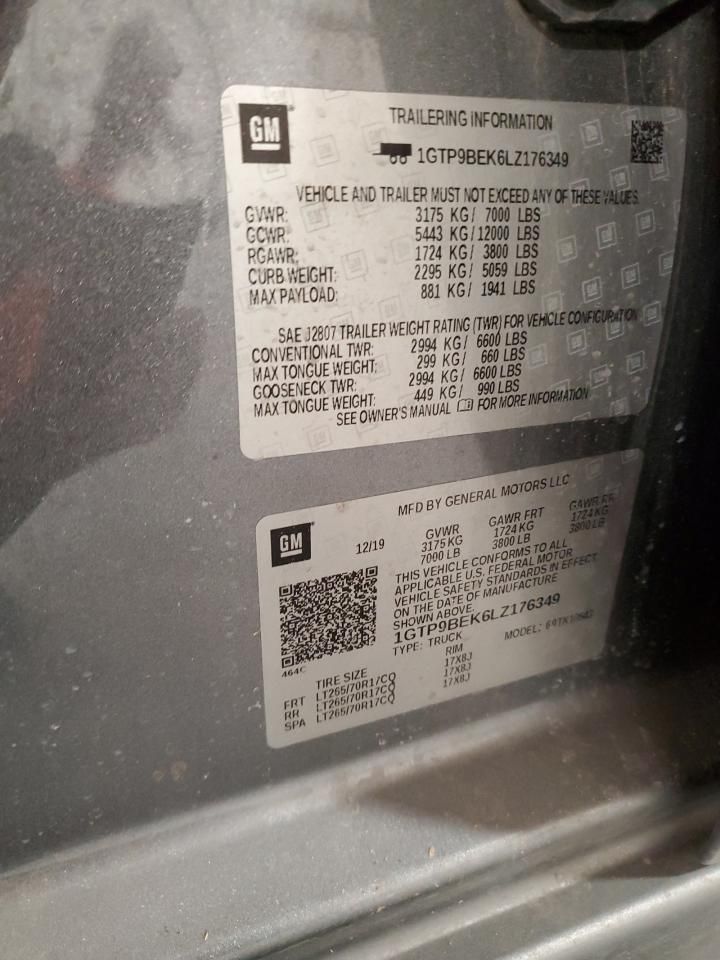 GM
TRAILERING INFORMATION
1GTP9BEK6LZ176349
VEHICLE AND TRAILER MUST NOT EXCEED ANY OF THESE VALUES.
GVWR: 3175 KG/ 7000 LBS
GCWR: 5443 KG/12000 LBS
RGAWR: 1724 KG/ 3800 LBS
CURB WEIGHT: 2295 KG/ 5059 LBS
MAX PAYLOAD: 881 KG/ 1941 LBS
SAE J2807 TRAILER WEIGHT RATING (TWR) FOR VEHICLE CONFIGURATION
CONVENTIONAL TWR: 2994 KG/ 6600 LBS
MAX TONGUE WEIGHT: 299 KG/ 660 LBS
GOOSENECK TWR: 2994 KG/ 6600 LBS
MAX TONGUE WEIGHT: 449 KG/ 990 LBS
SEE OWNER'S MANUAL FOR MORE INFORMATION
GM
MFD BY GENERAL MOTORS LLC
12/19
GVWR GAWR FRT GAWR RR
3175KG 1724KG 1724KG
7000 LB 3800 LB 3800 LB
THIS VEHICLE CONFORMS TO ALL
APPLICABLE U.S. FEDERAL MOTOR
VEHICLE SAFETY STANDARDS IN EFFECT
ON THE DATE OF MANUFACTURE
SHOWN ABOVE.
1GTP9BEK6LZ176349
TYPE: TRUCK MODEL:
464C
TIRE SIZE RIM
FRT LT265/70R17CQ 17X8J
RR LT265/70R17CQ 17X8J
SPA LT265/70R17CQ 17X8J